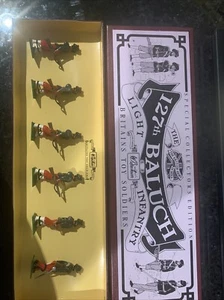 SPECIAL COLLECTORS EDITION
THE
127th BALUCH
LIGHT INFANTRY
BRITAINS TOY SOLDIERS